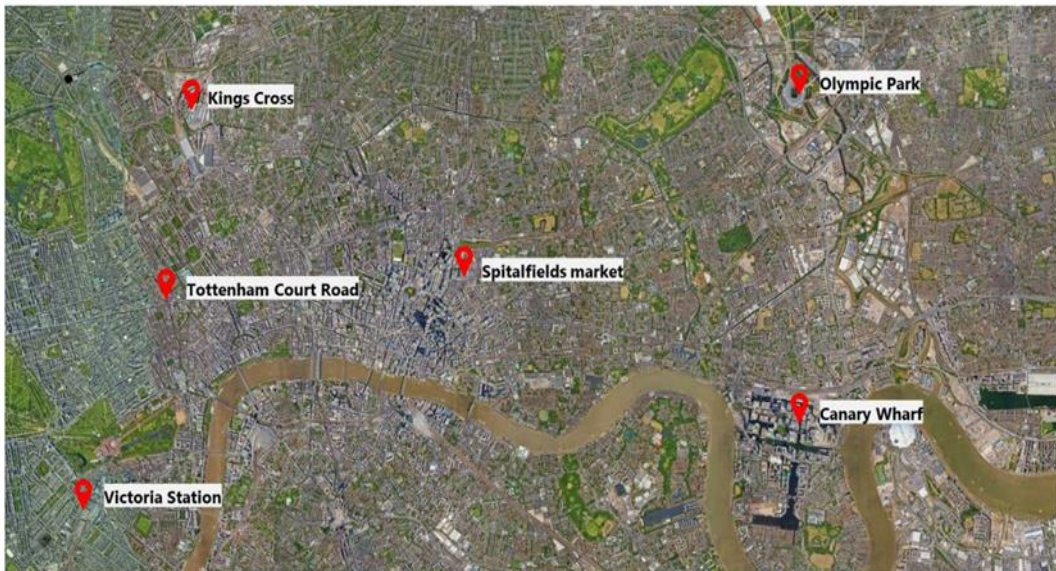 Olympic Park
Kings Cross
Spitalfields market
Tottenham Court Road
Canary Wharf
Victoria Station